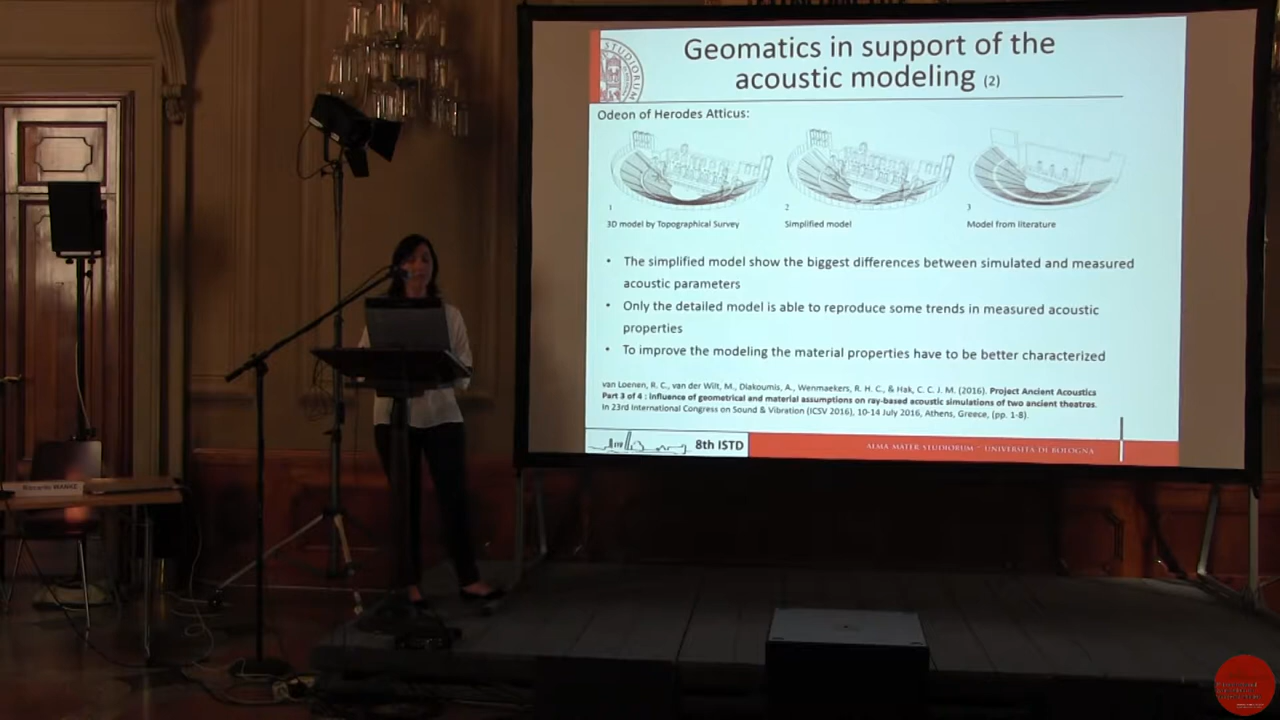 Geomatics in support of the
acoustic modeling (2)
STUDIORUM
Odeon of Herodes Atticus:
1
2
3
3D model by Topographical Survey
Simplified model
Model from literature
• The simplified model show the biggest differences between simulated and measured
acoustic parameters
• Only the detailed model is able to reproduce some trends in measured acoustic
properties
• To improve the modeling the material properties have to be better characterized
van Loenen, R. C., van der Wilt, M., Diakoumis, A., Wenmaekers, R. H. C., & Hak, C. C. J. M. (2016). Project Ancient Acoustics
Part 3 of 4 : influence of geometrical and material assumptions on ray-based acoustic simulations of two ancient theatres.
In 23rd International Congress on Sound & Vibration (ICSV 2016), 10-14 July 2016, Athens, Greece, (pp. 1-8).
8th ISTD
ALMA MATER STUDIORUM ~ UNIVERSITÀ DI BOLOGNA
Riccardo WANKE